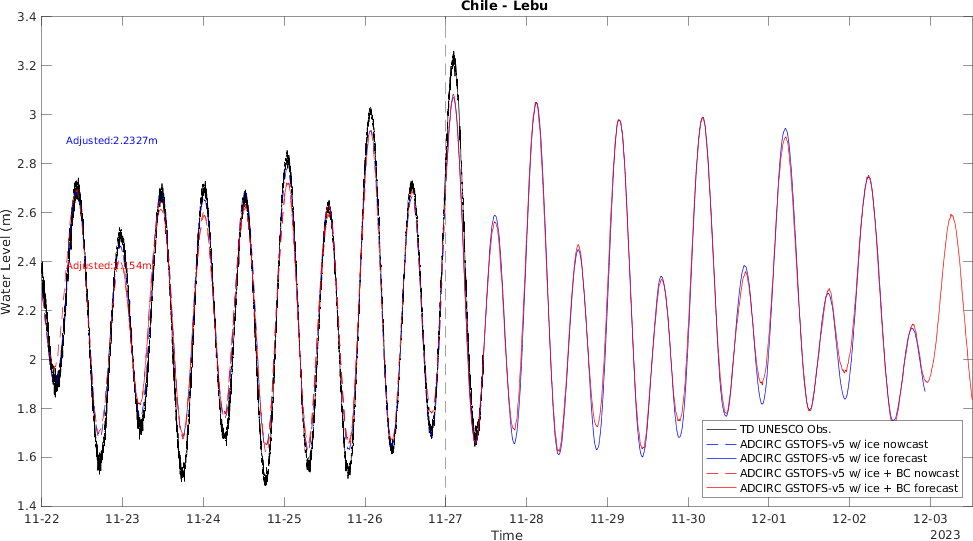 Chile - Lebu
3.4
3.2
3
2.8
2.6
2.4
2.2
2
1.8
1.6
1.4
Water Level (m)
Adjusted:2.2327m
TD UNESCO Obs.
ADCIRC GSTOFS-v5 w/ ice nowcast
ADCIRC GSTOFS-v5 w/ ice forecast
ADCIRC GSTOFS-v5 w/ ice + BC nowcast
ADCIRC GSTOFS-v5 w/ ice + BC forecast
11-22 11-23 11-24 11-25 11-26 11-27 11-28 11-29 11-30 12-01 12-02 12-03
Time
2023